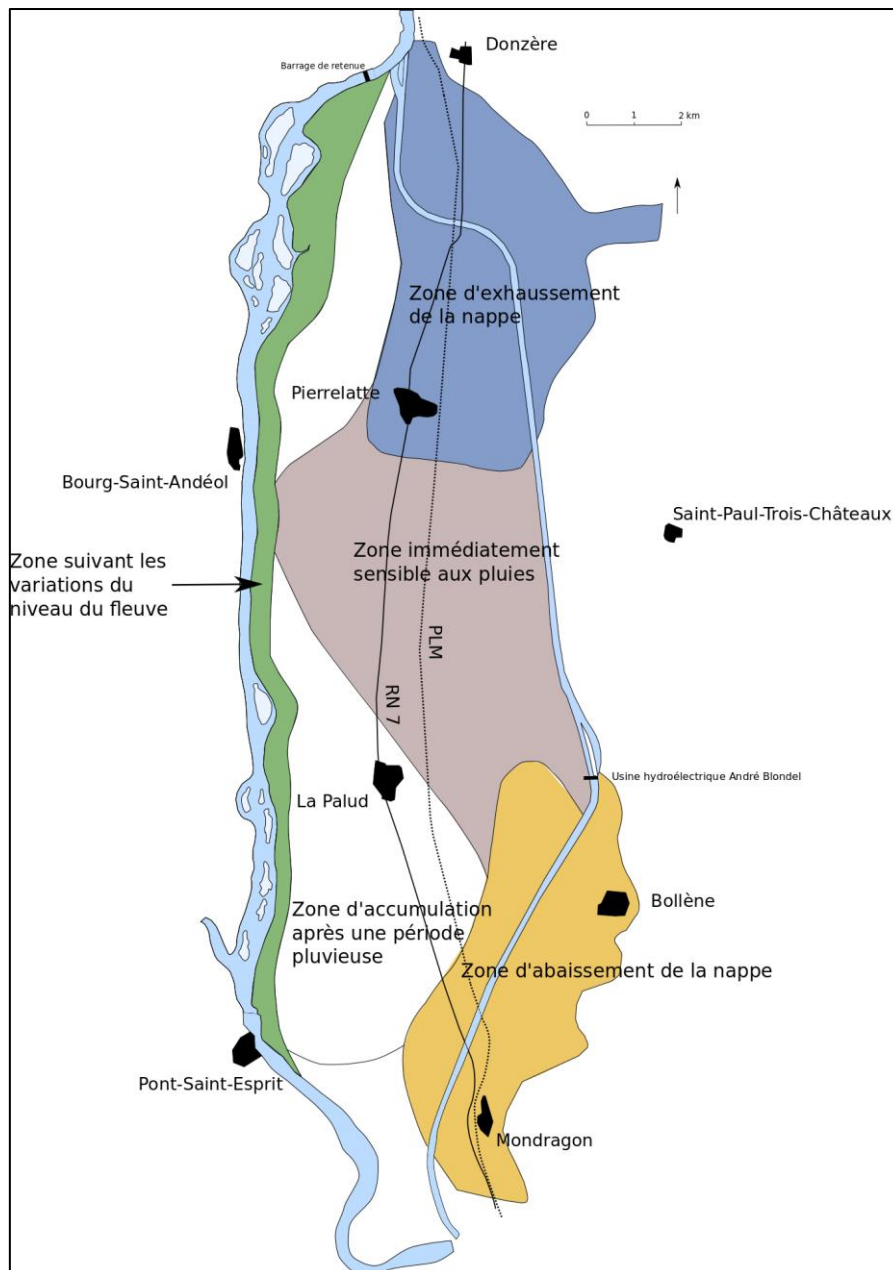 Donzère
Barrage de retenue
0 1 2 km
Zone d'exhaussement
de la nappe
Pierrelatte
Bourg-Saint-Andéol
Saint-Paul-Trois-Châteaux
Zone immédiatement
sensible aux pluies
Zone suivant les
variations du
niveau du fleuve
PLM
RN 7
Usine hydroélectrique André Blondel
La Palud
Bollène
Zone d'accumulation
après une période
pluvieuse
Zone d'abaissement de la nappe
Pont-Saint-Esprit
Mondragon